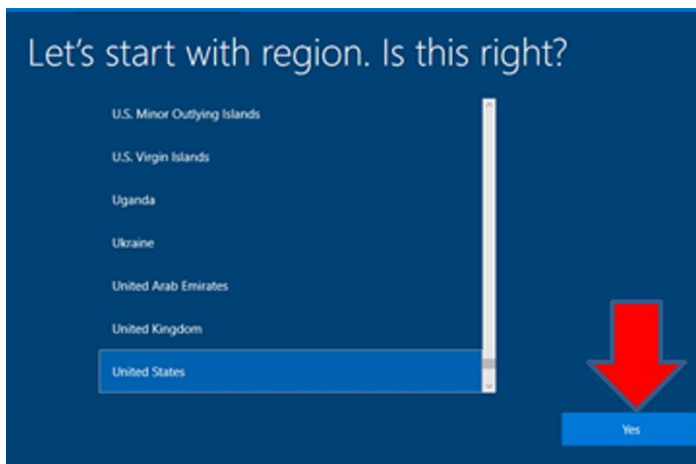 Let's start with region. Is this right?
U.S. Minor Outlying Islands
U.S. Virgin Islands
Uganda
Ukraine
United Arab Emirates
United Kingdom
United States
Yes